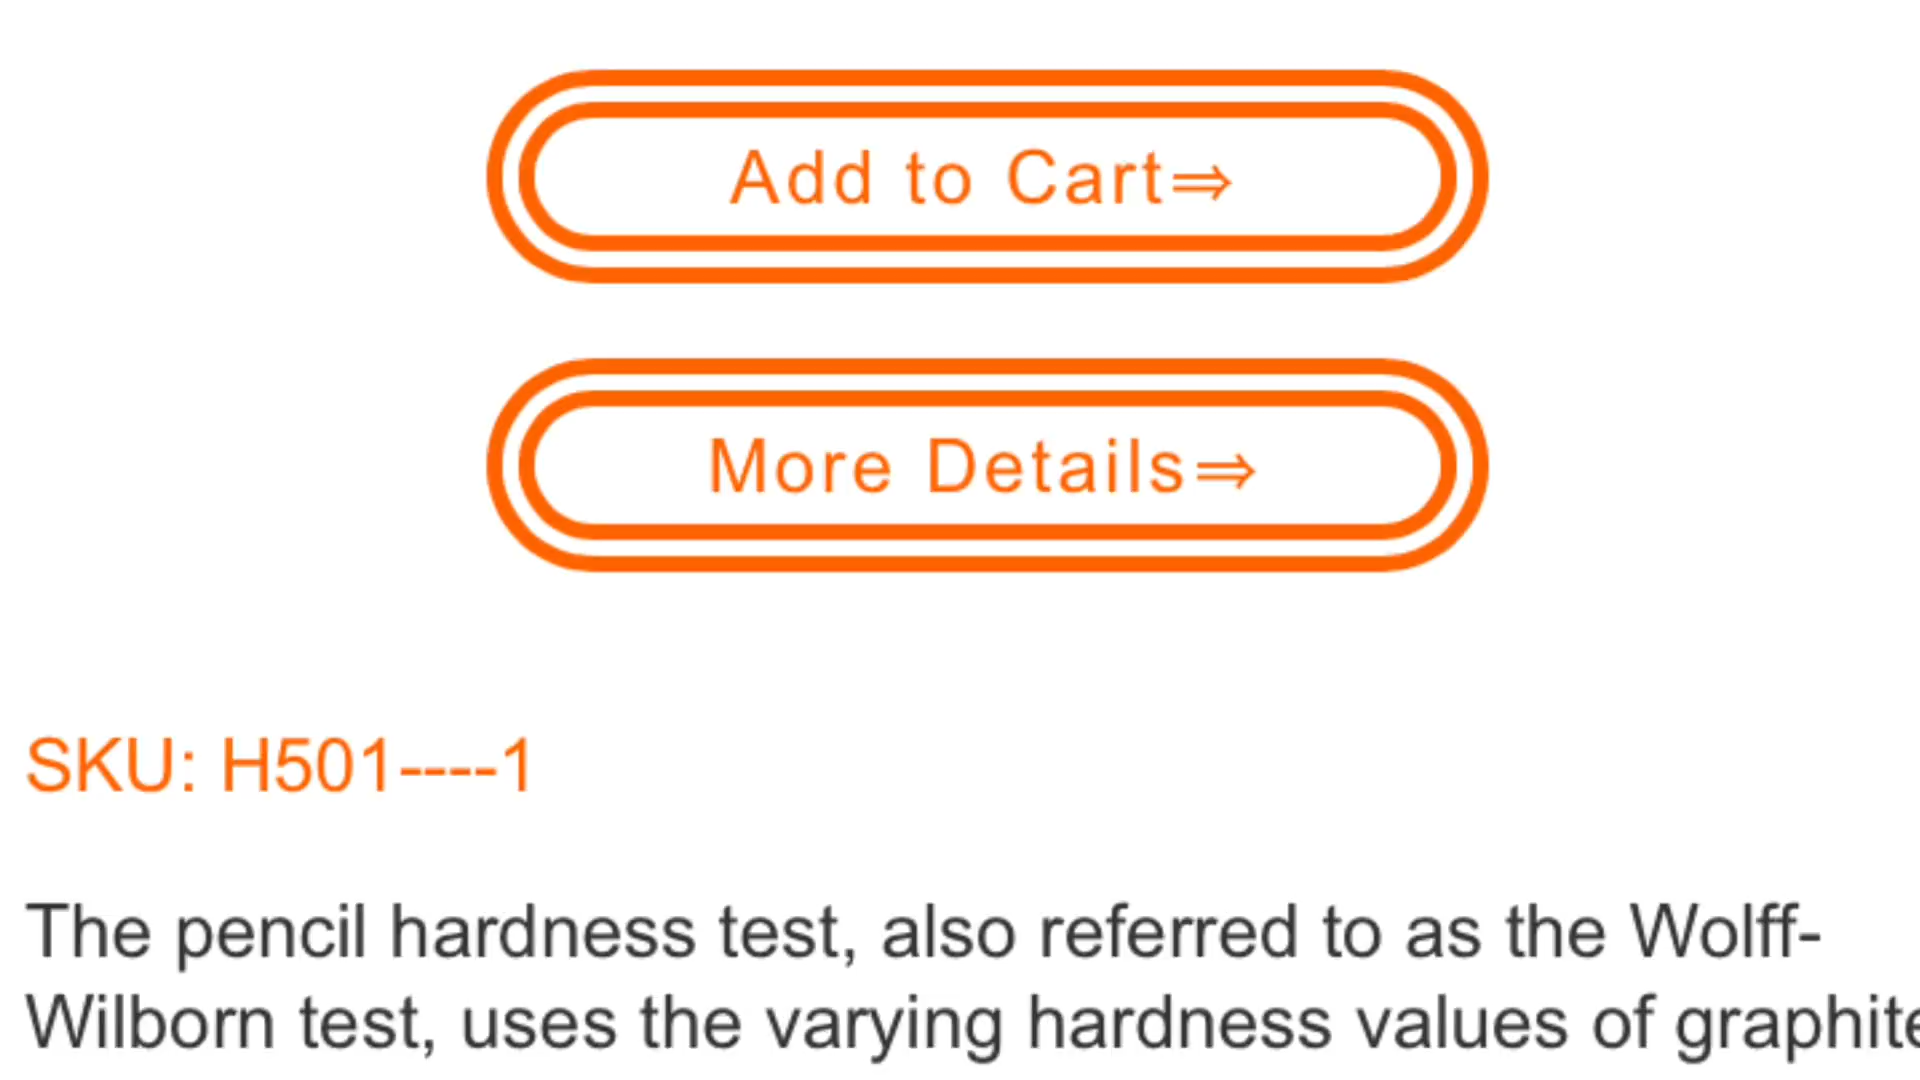 Add to Cart⇒
More Details⇒
SKU: H501----1
The pencil hardness test, also referred to as the Wolff-
Wilborn test, uses the varying hardness values of graphite